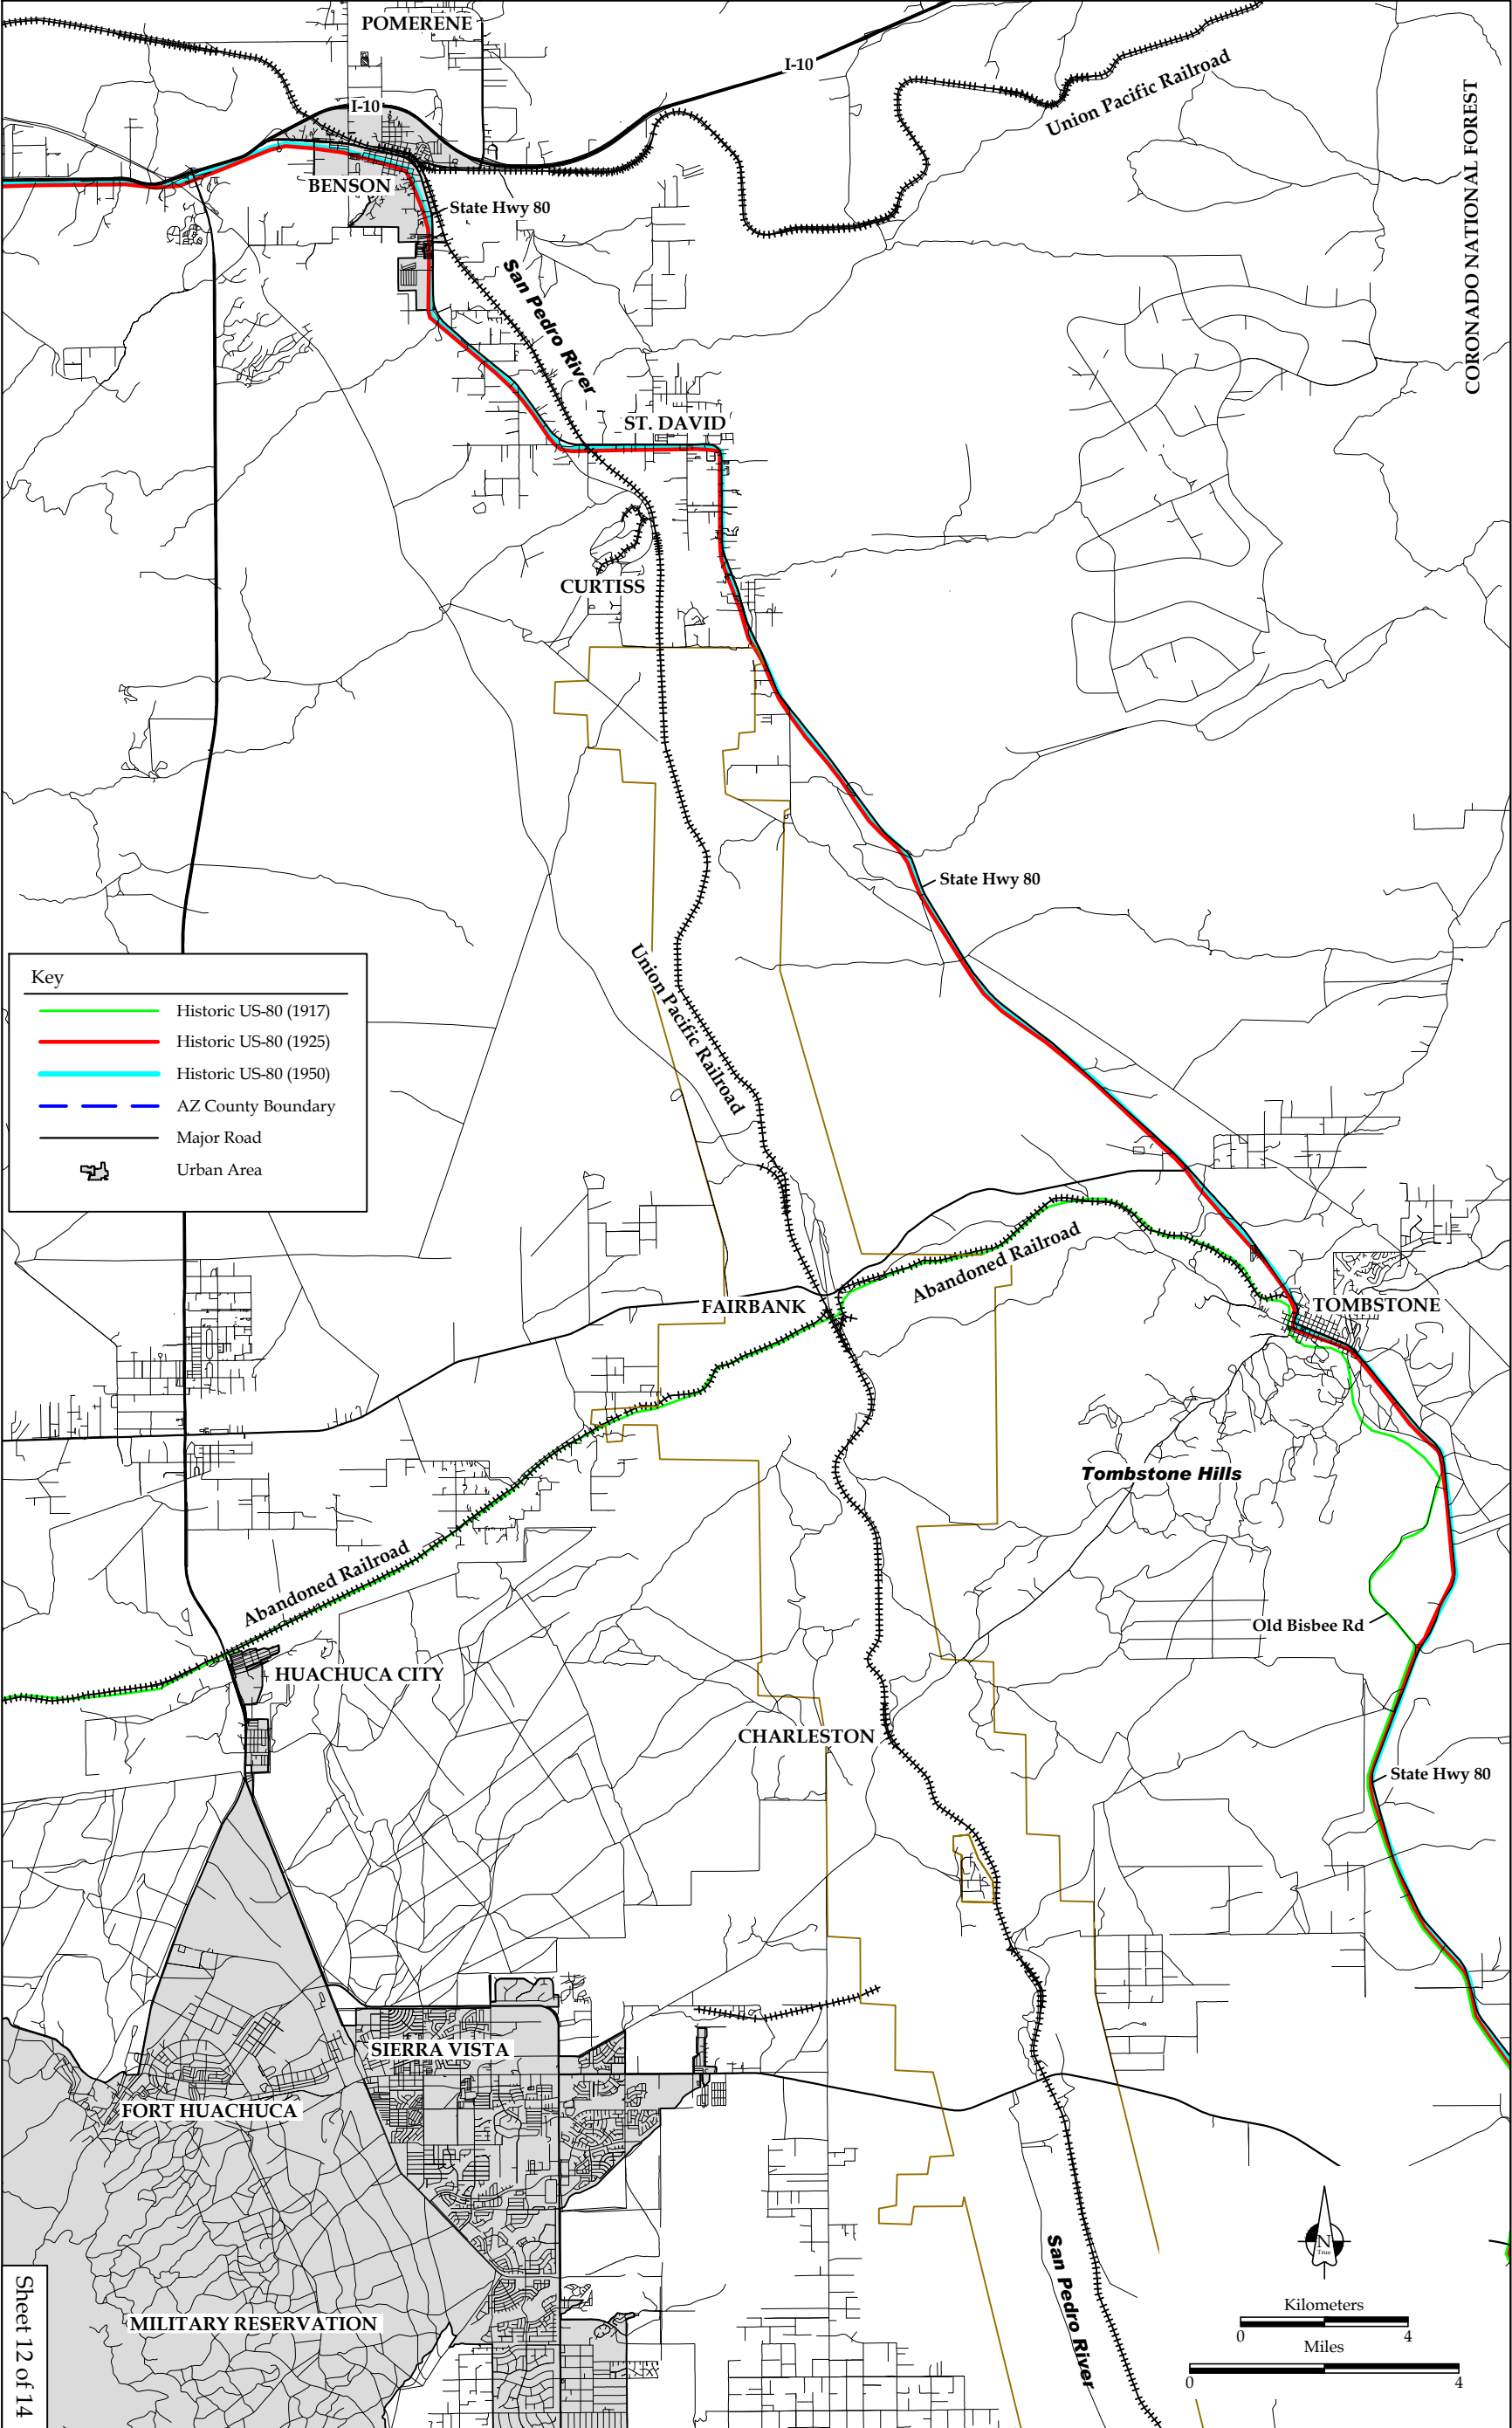 POMERENE
I-10
Union Pacific Railroad
I-10
CORONADO NATIONAL FOREST
BENSON
State Hwy 80
San Pedro River
ST. DAVID
CURTISS
State Hwy 80
Key
Historic US-80 (1917)
Historic US-80 (1925)
Historic US-80 (1950)
AZ County Boundary
Major Road
Urban Area
Union Pacific Railroad
Abandoned Railroad
FAIRBANK
TOMBSTONE
Tombstone Hills
Abandoned Railroad
Old Bisbee Rd
HUACHUCA CITY
CHARLESTON
State Hwy 80
SIERRA VISTA
FORT HUACHUCA
San Pedro River
N
True
MILITARY RESERVATION
Sheet 12 of 14
Kilometers
0 4
Miles
0 4